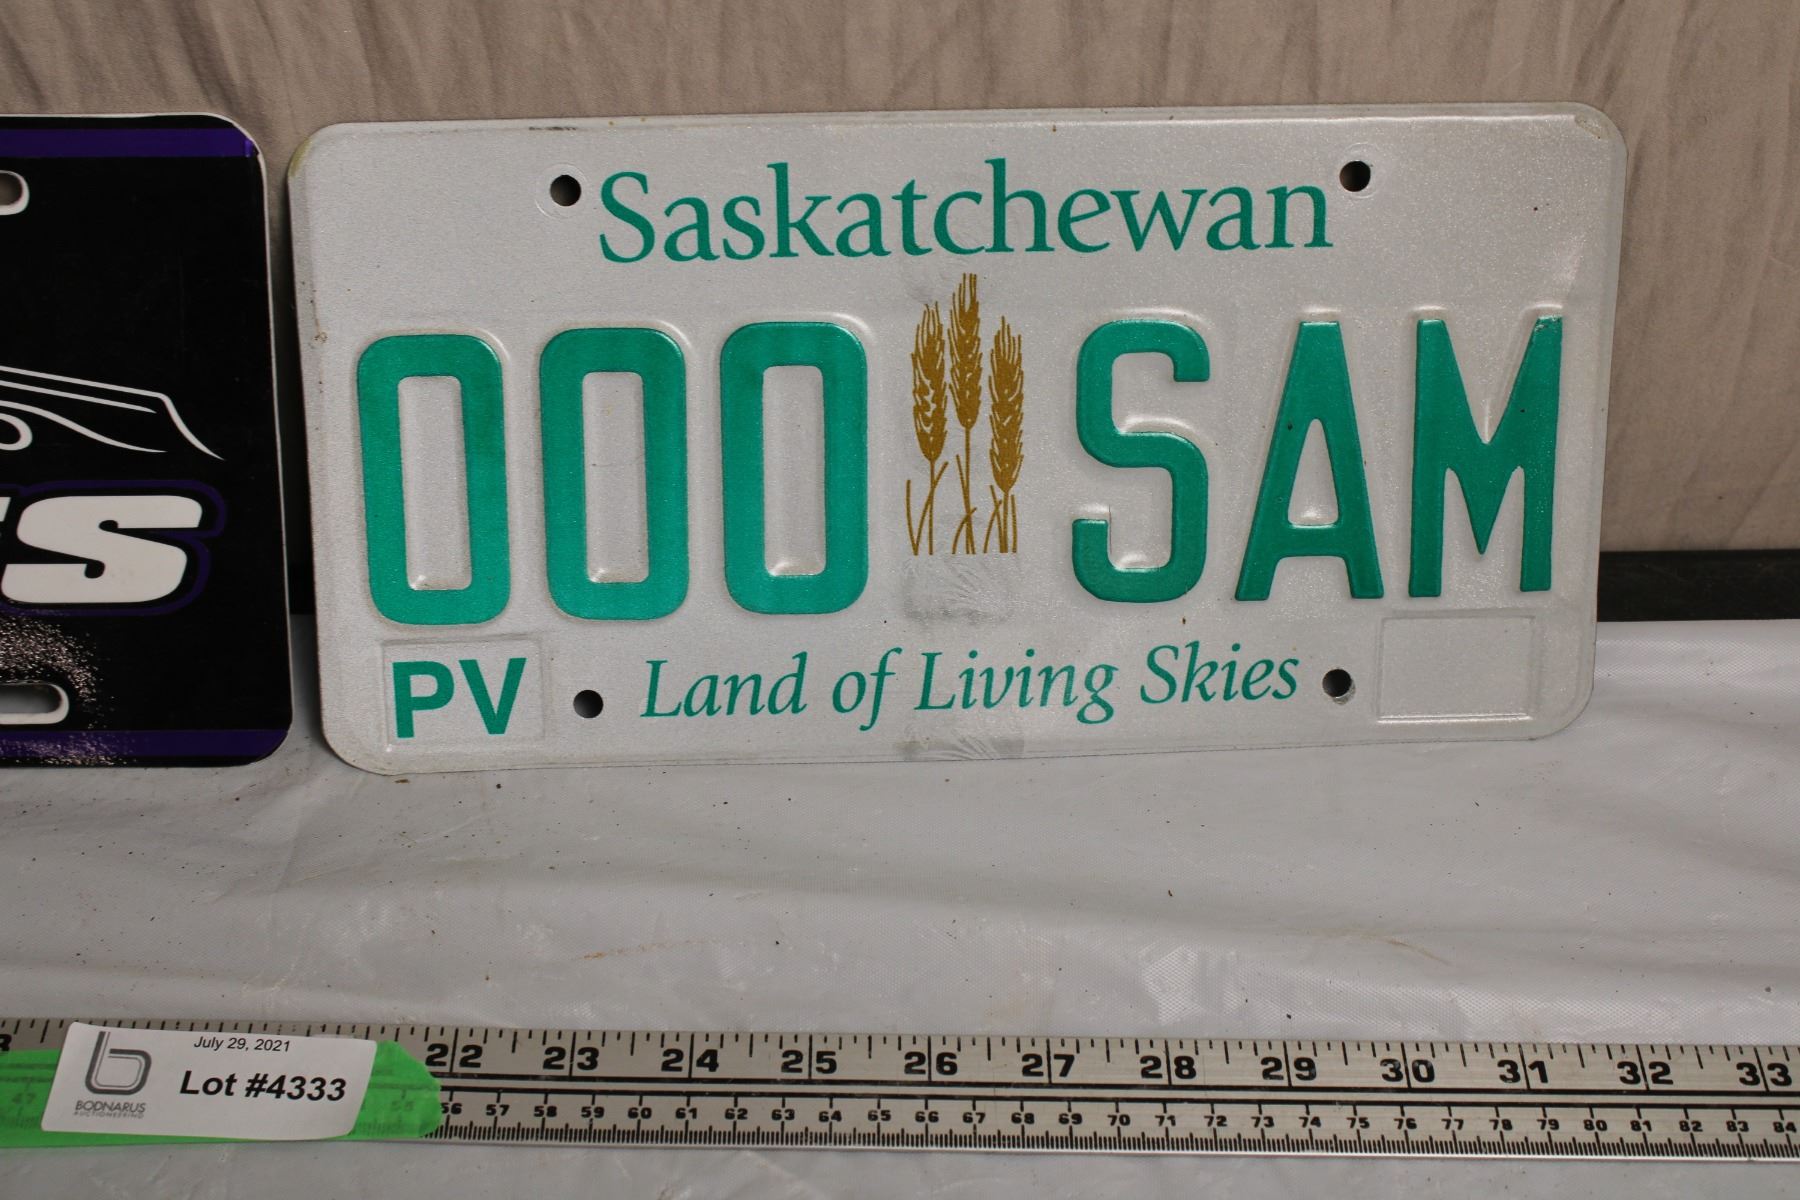 Saskatchewan
000 SAM
PV Land of Living Skies
S
July 29, 2021
Lot #4333
BODNARUS
AUCTIONEERING
22 23 24 25 26 27 28 29 30 31 32 33
47 56 57 58 59 60 61 62 63 64 65 66 67 68 69 70 71 72 73 74 75 76 77 78 79 80 81 82 83 84